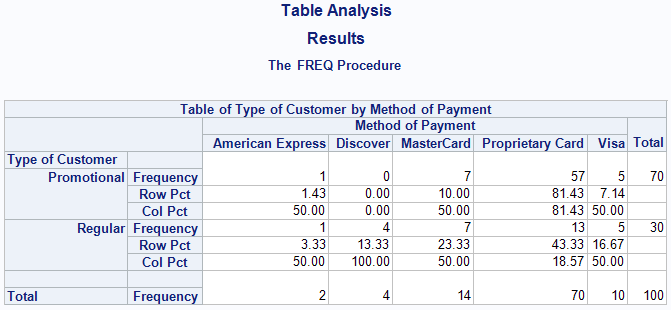 Table Analysis
Results
The FREQ Procedure
Table of Type of Customer by Method of Payment
Method of Payment
American Express Discover MasterCard Proprietary Card Visa Total
Type of Customer
Promotional Frequency 1 0 7 57 5 70
Row Pct 1.43 0.00 10.00 81.43 7.14
Col Pct 50.00 0.00 50.00 81.43 50.00
Regular Frequency 1 4 7 13 5 30
Row Pct 3.33 13.33 23.33 43.33 16.67
Col Pct 50.00 100.00 50.00 18.57 50.00
Total Frequency 2 4 14 70 10 100